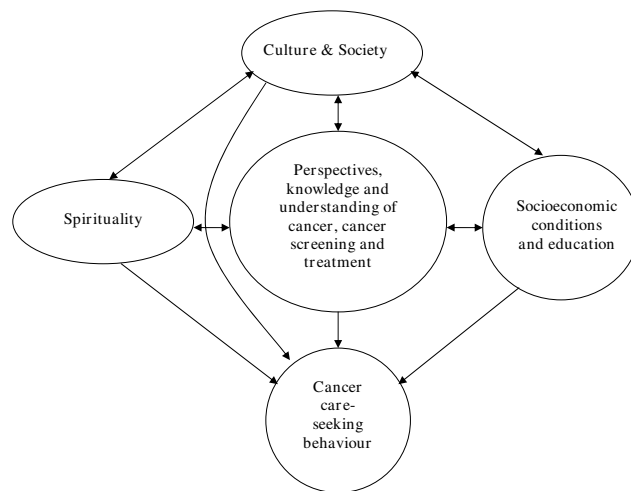 Culture & Society
Perspectives,
knowledge and
understanding of
cancer, cancer
screening and
treatment
Spirituality
Socioeconomic
conditions
and education
Cancer
care-
seeking
behaviour